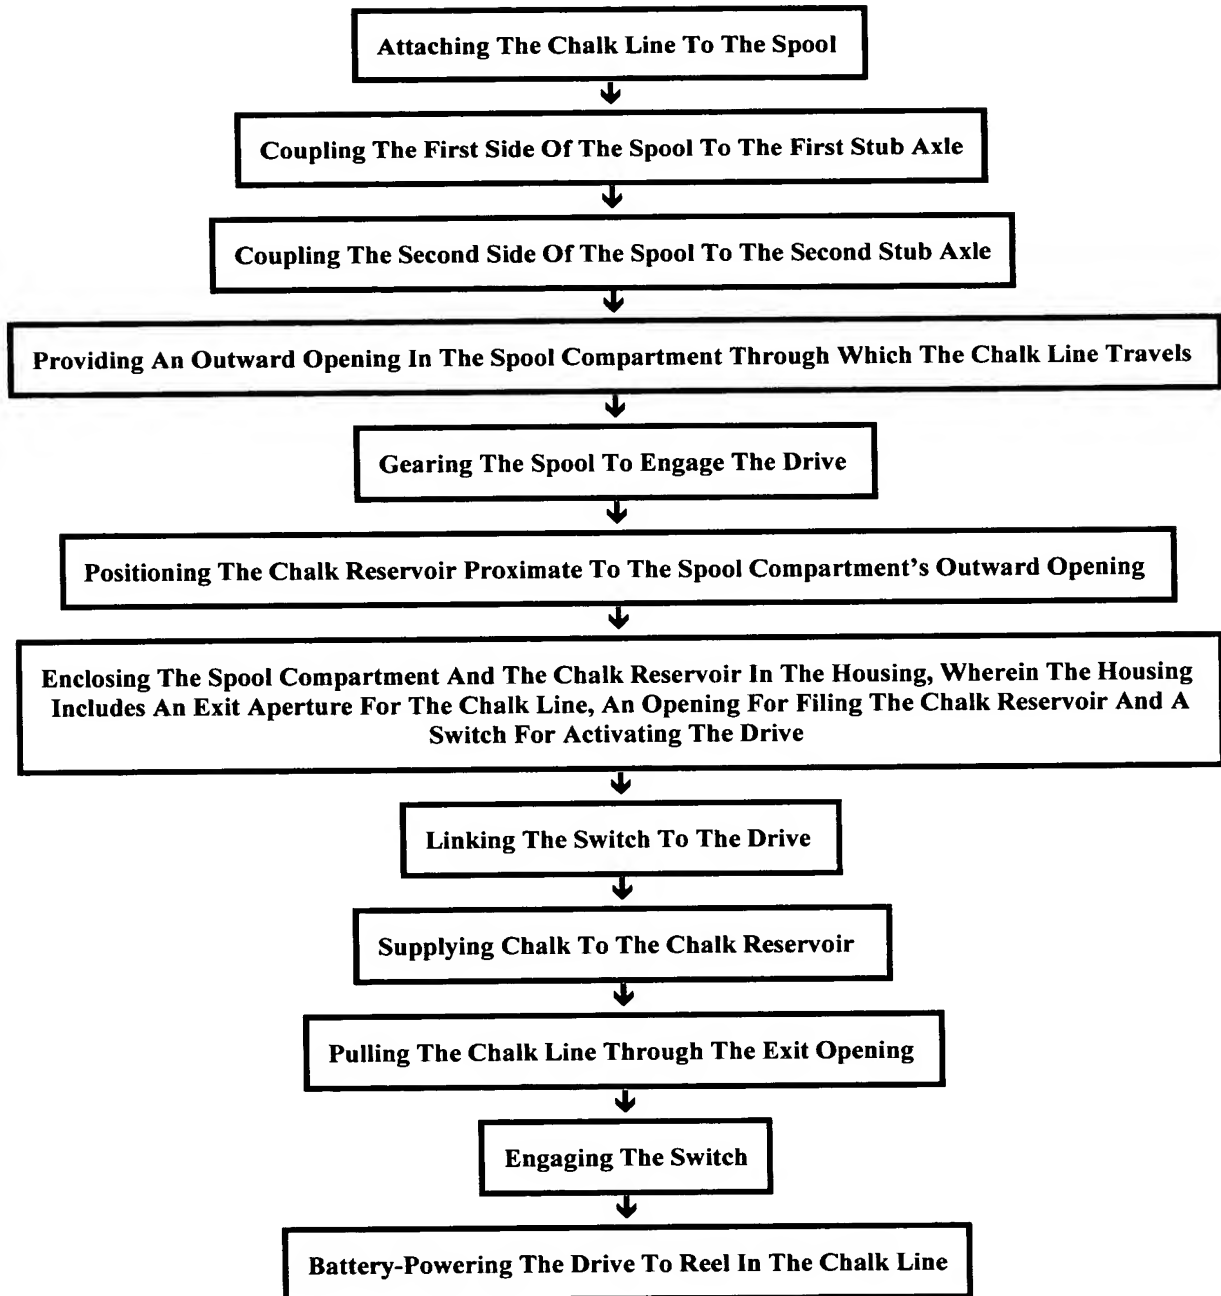 Attaching The Chalk Line To The Spool
Coupling The First Side Of The Spool To The First Stub Axle
Coupling The Second Side Of The Spool To The Second Stub Axle
Providing An Outward Opening In The Spool Compartment Through Which The Chalk Line Travels
Gearing The Spool To Engage The Drive
Positioning The Chalk Reservoir Proximate To The Spool Compartment's Outward Opening
Enclosing The Spool Compartment And The Chalk Reservoir In The Housing, Wherein The Housing
Includes An Exit Aperture For The Chalk Line, An Opening For Filing The Chalk Reservoir And A
Switch For Activating The Drive
Linking The Switch To The Drive
Supplying Chalk To The Chalk Reservoir
Pulling The Chalk Line Through The Exit Opening
Engaging The Switch
Battery-Powering The Drive To Reel In The Chalk Line